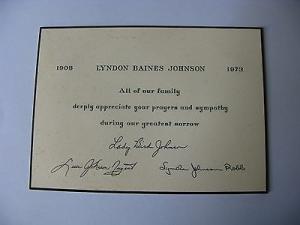 1908 LYNDON BAINES JOHNSON 1973
All of our family
deeply appreciate your prayers and sympathy
during our greatest sorrow
Lady Bird Johnson
Luci Johnson Nugent Lynda Johnson Robb